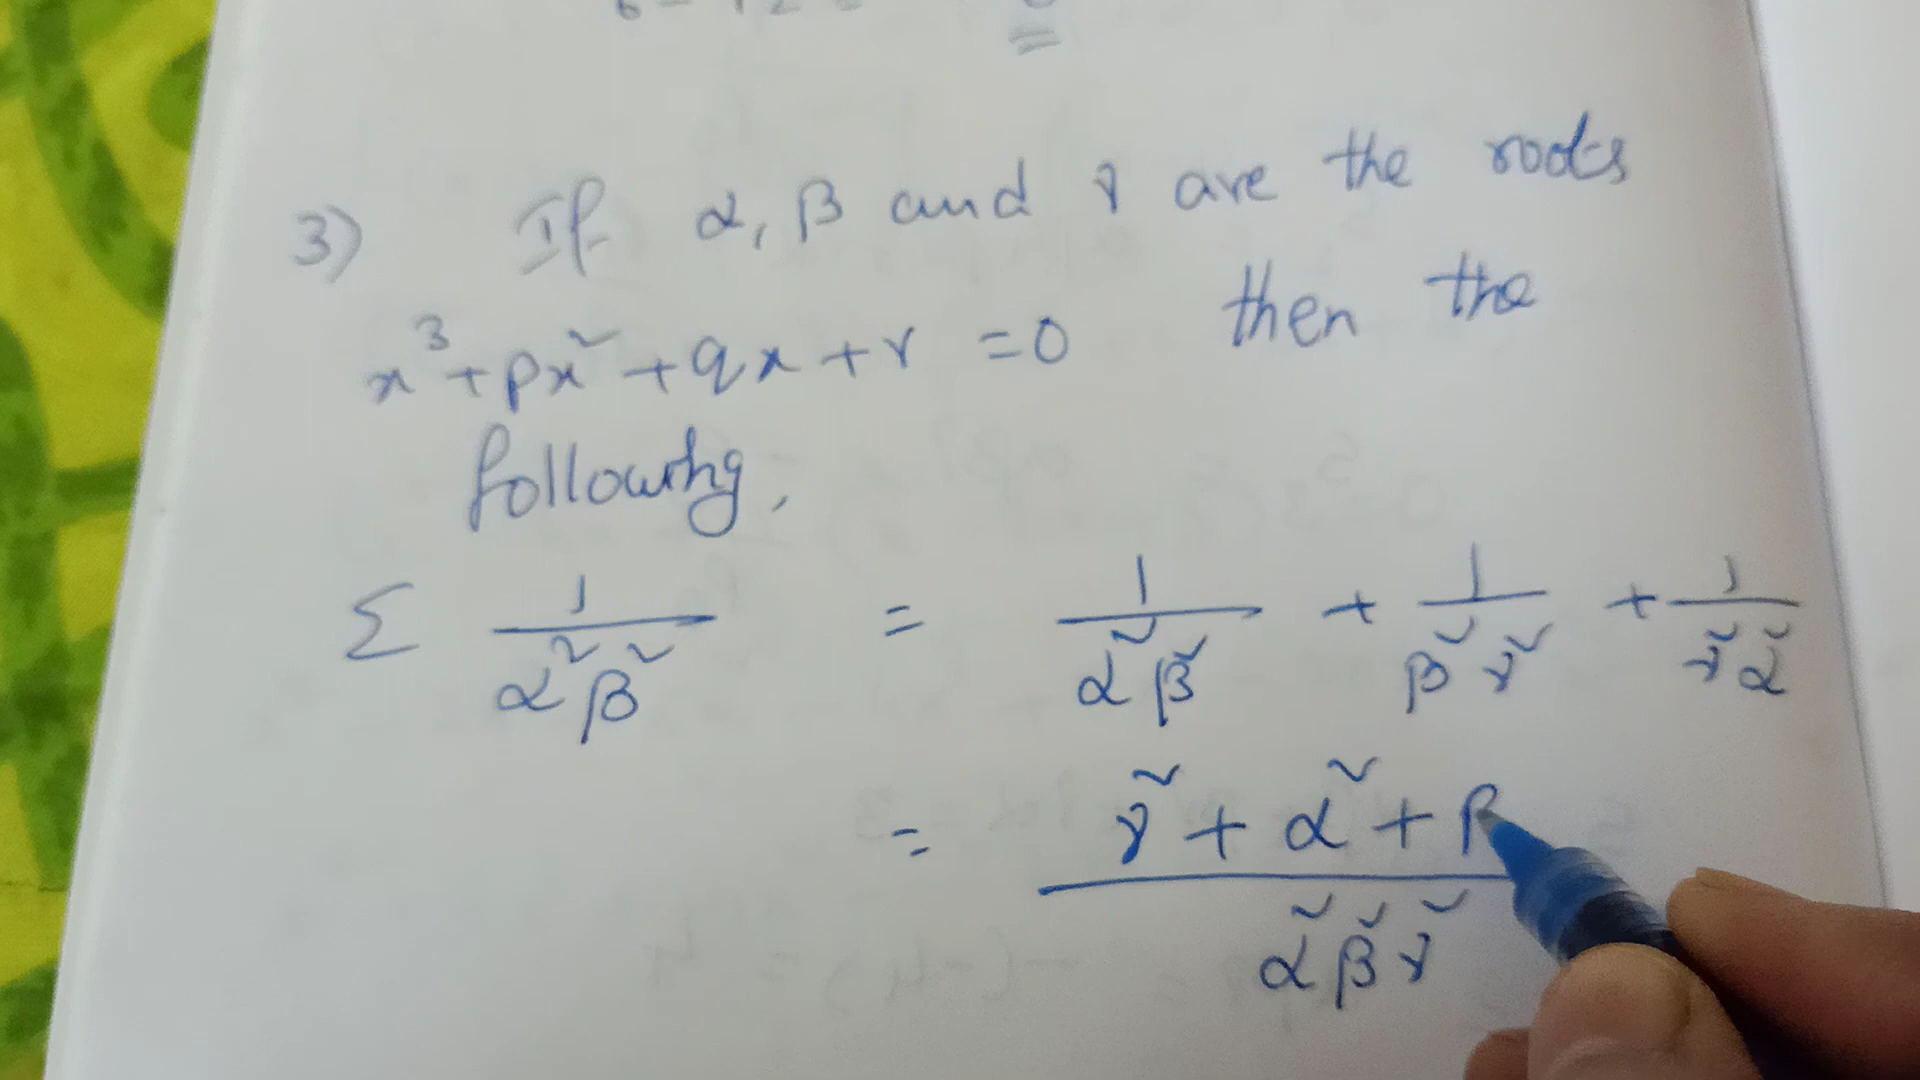 3) If α, β and γ are the roots
x³ + px² + qx + r = 0 then the
following,
Σ 1/α²β² = 1/α²β² + 1/β²γ² + 1/γ²α²
= γ² + α² + β / α²β²γ²